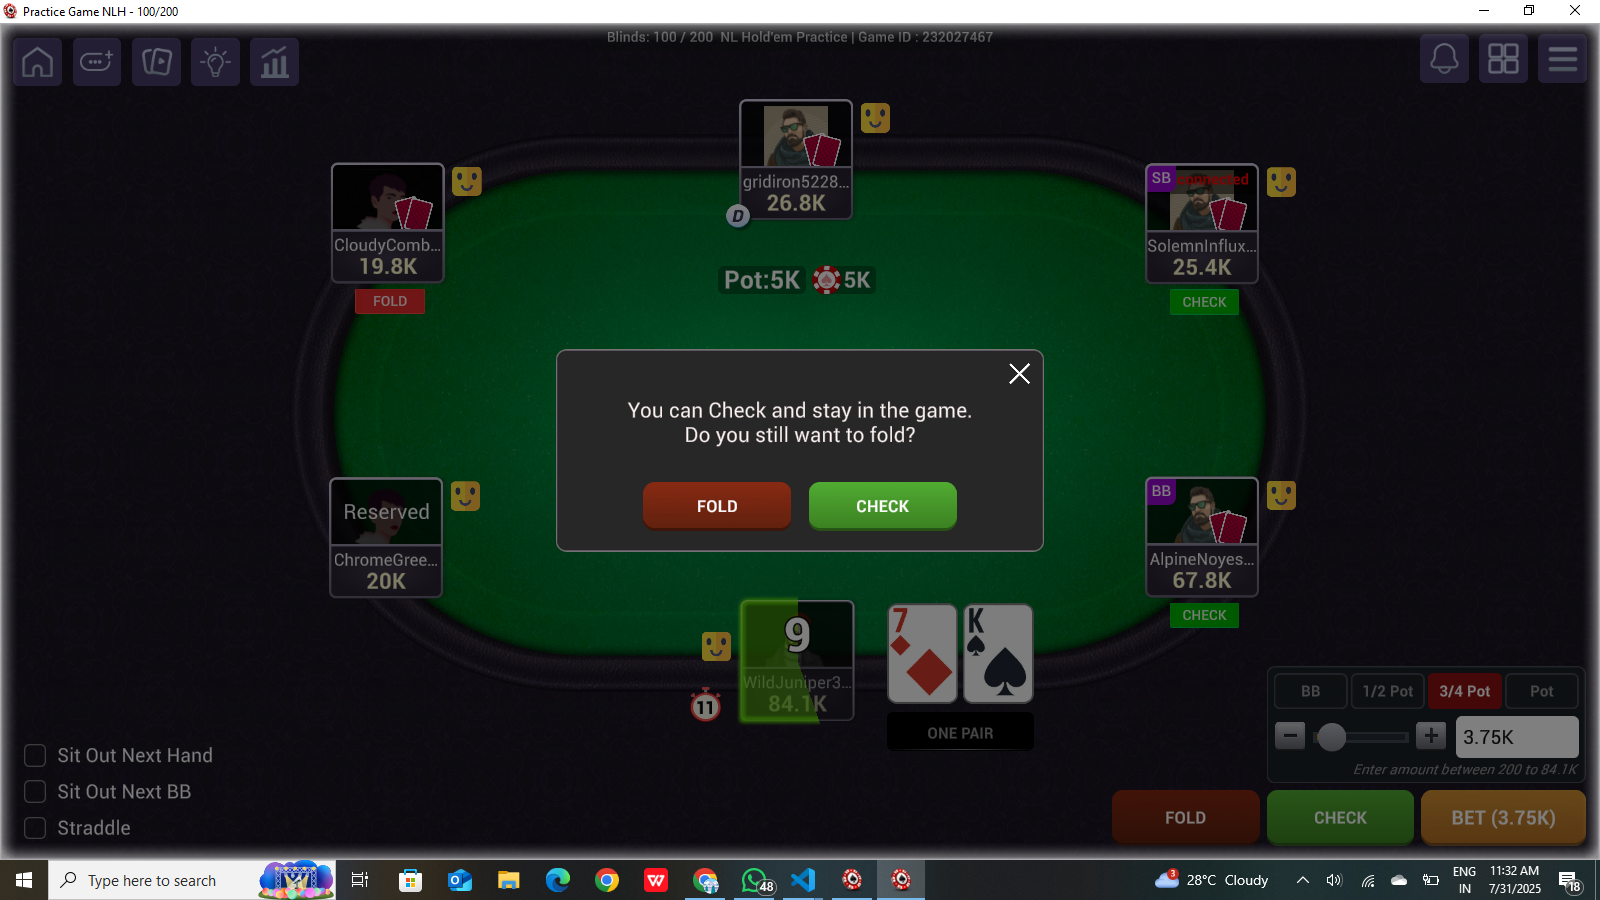 Practice Game NLH - 100/200
Blinds: 100 / 200 NL Hold'em Practice | Game ID : 232027467
gridiron5228...
26.8K
D
CloudyComb...
19.8K
FOLD
SB
SolemnInflux...
25.4K
CHECK
Pot:5K
5K
You can Check and stay in the game.
Do you still want to fold?
FOLD
CHECK
Reserved
ChromeGree...
20K
BB
AlpineNoyes...
67.8K
CHECK
9
WildJuniper3...
84.1K
11
7
K
ONE PAIR
BB
1/2 Pot
3/4 Pot
Pot
3.75K
Enter amount between 200 to 84.1K
Sit Out Next Hand
Sit Out Next BB
Straddle
FOLD
CHECK
BET (3.75K)
Type here to search
48
3
28°C Cloudy
ENG
IN
11:32 AM
7/31/2025
18